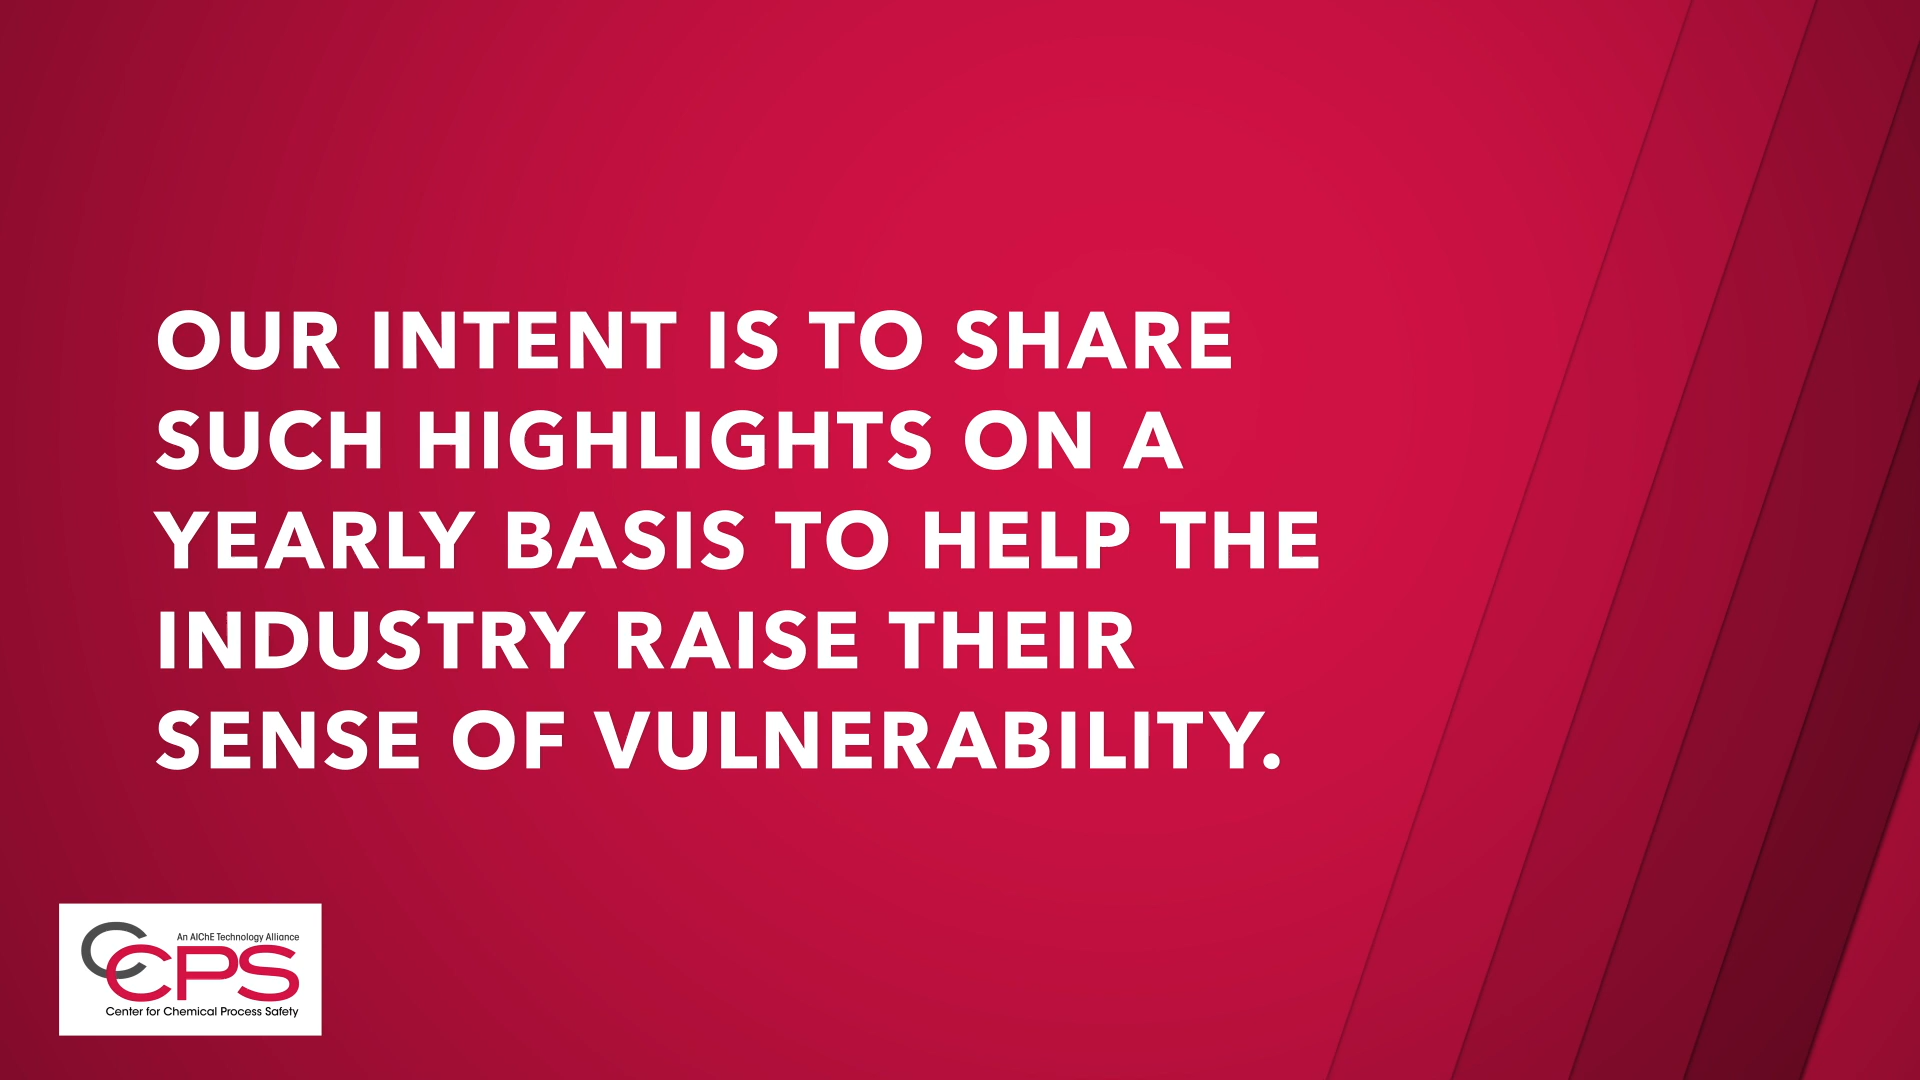 OUR INTENT IS TO SHARE
SUCH HIGHLIGHTS ON A
YEARLY BASIS TO HELP THE
INDUSTRY RAISE THEIR
SENSE OF VULNERABILITY.
An AIChE Technology Alliance
CCPS
Center for Chemical Process Safety